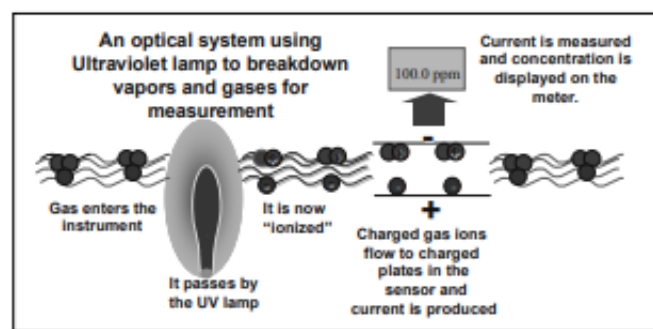 An optical system using
Ultraviolet lamp to breakdown
vapors and gases for
measurement
100.0 ppm
Current is measured
and concentration is
displayed on the
meter.
-
+
+
+
Gas enters the
instrument
It passes by
the UV lamp
It is now
"ionized"
+
Charged gas ions
flow to charged
plates in the
sensor and
current is produced